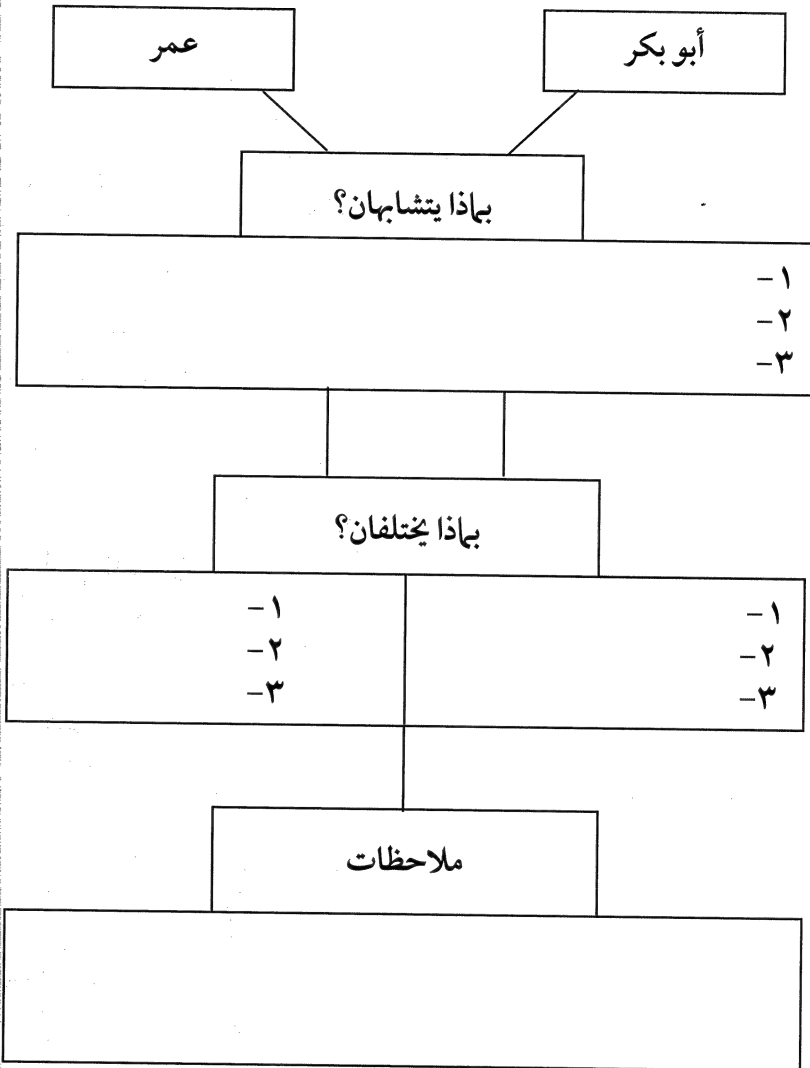 أبو بكر
عمر
بماذا يتشابهان؟
١-
٢-
٣-
بماذا يختلفان؟
١-
٢-
٣-
١-
٢-
٣-
ملاحظات